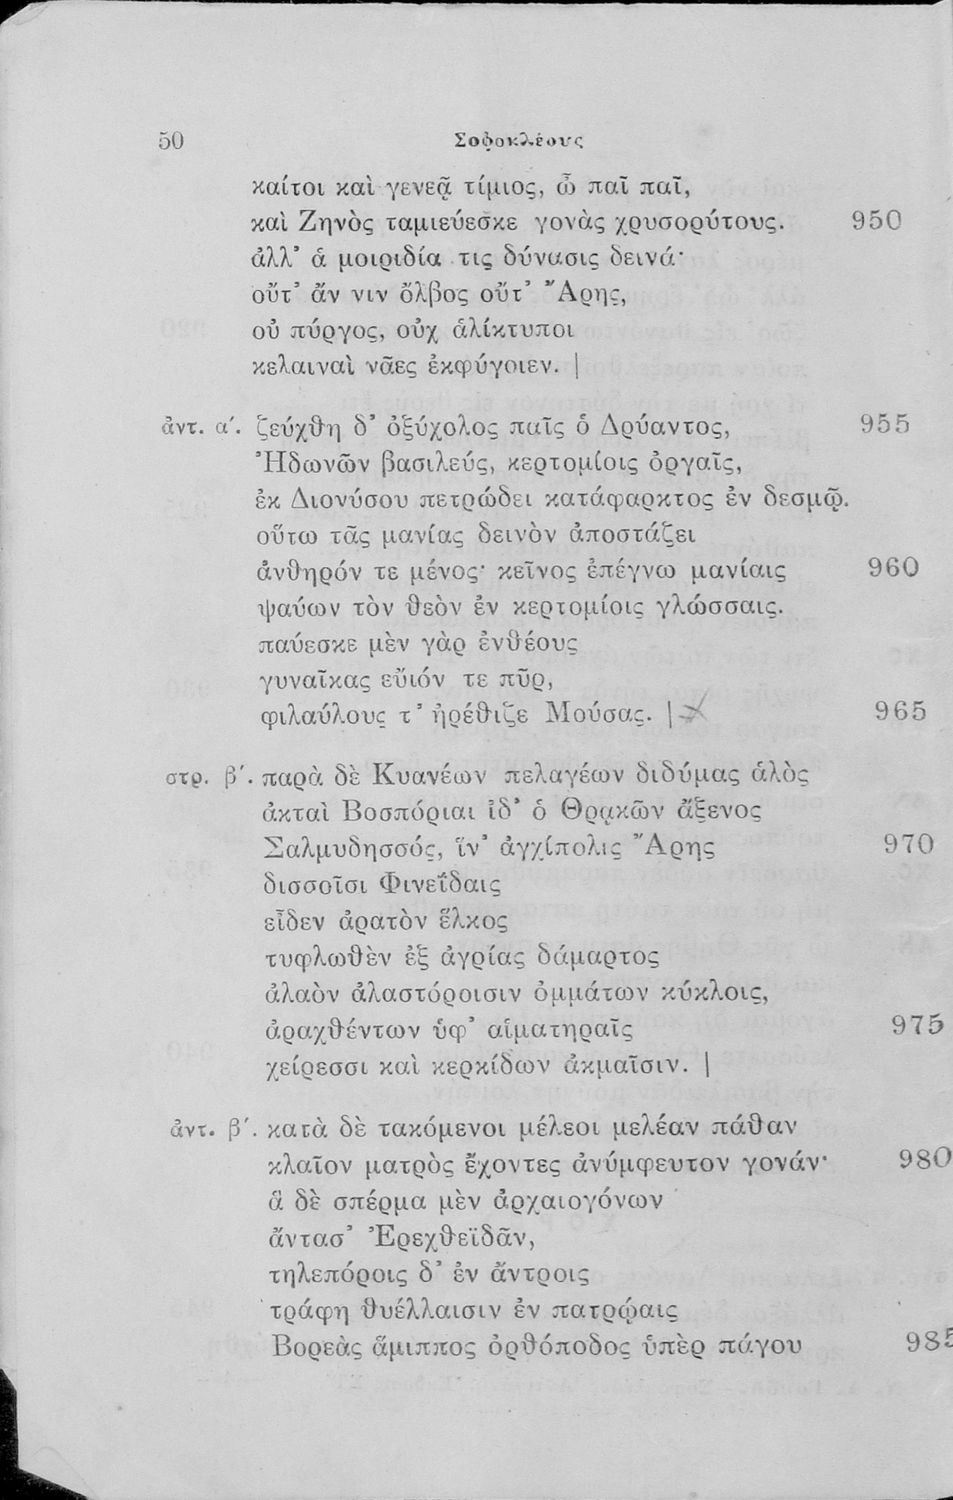 50 Σοφοκλέους
καίτοι καὶ γενεᾷ τίμιος, ὦ παῖ παῖ,
καὶ Ζηνὸς ταμιεύεσκε γονὰς χρυσορύτους. 950
ἀλλ' ἁ μοιριδία τις δύνασις δεινά·
οὔτ' ἄν νιν ὄλβος οὔτ' Ἄρης,
οὐ πύργος, οὐχ ἁλίκτυποι
κελαιναὶ νᾶες ἐκφύγοιεν. |
ἀντ. α΄. ζεύχθη δ' ὀξύχολος παῖς ὁ Δρύαντος, 955
Ἠδωνῶν βασιλεύς, κερτομίοις ὀργαῖς,
ἐκ Διονύσου πετρώδει κατάφαρκτος ἐν δεσμῷ.
οὕτω τᾶς μανίας δεινὸν ἀποστάζει
ἀνθηρόν τε μένος· κεῖνος ἐπέγνω μανίαις 960
ψαύων τὸν θεὸν ἐν κερτομίοις γλώσσαις.
παύεσκε μὲν γὰρ ἐνθέους
γυναῖκας εὔιόν τε πῦρ,
φιλαύλους τ' ἠρέθιζε Μούσας. | 965
στρ. β΄. παρὰ δὲ Κυανέων πελαγέων διδύμας ἁλὸς
ἀκταὶ Βοσπόριαι ἰδ' ὁ Θρᾳκῶν ἄξενος
Σαλμυδησσός, ἵν' ἀγχίπολις Ἄρης 970
δισσοῖσι Φινεΐδαις
εἶδεν ἀρατὸν ἕλκος
τυφλωθὲν ἐξ ἀγρίας δάμαρτος
ἀλαὸν ἀλαστόροισιν ὀμμάτων κύκλοις,
ἀραχθέντων ὑφ' αἱματηραῖς 975
χείρεσσι καὶ κερκίδων ἀκμαῖσιν. |
ἀντ. β΄. κατὰ δὲ τακόμενοι μέλεοι μελέαν πάθαν
κλαῖον ματρὸς ἔχοντες ἀνύμφευτον γονάν· 980
ἁ δὲ σπέρμα μὲν ἀρχαιογόνων
ἄντασ' Ἐρεχθεϊδᾶν,
τηλεπόροις δ' ἐν ἄντροις
τράφη θυέλλαισιν ἐν πατρῴαις
Βορεὰς ἅμιππος ὀρθόποδος ὑπὲρ πάγου 985